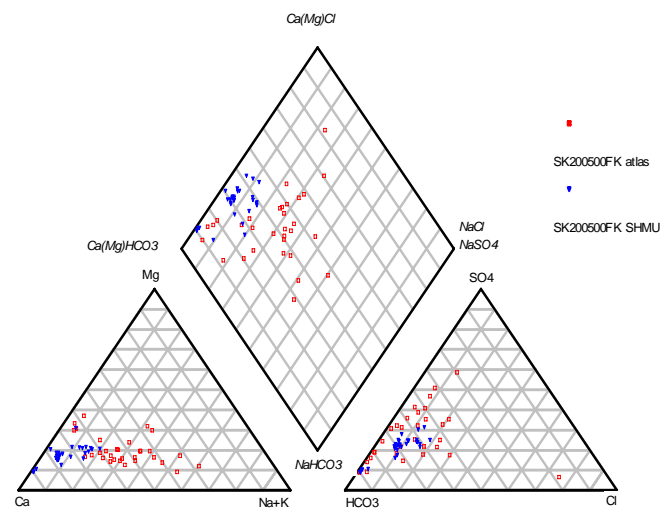 Ca(Mg)Cl
SK200500FK atlas
SK200500FK SHMU
NaCl
NaSO4
Ca(Mg)HCO3
Mg
SO4
NaHCO3
Ca
Na+K
HCO3
Cl